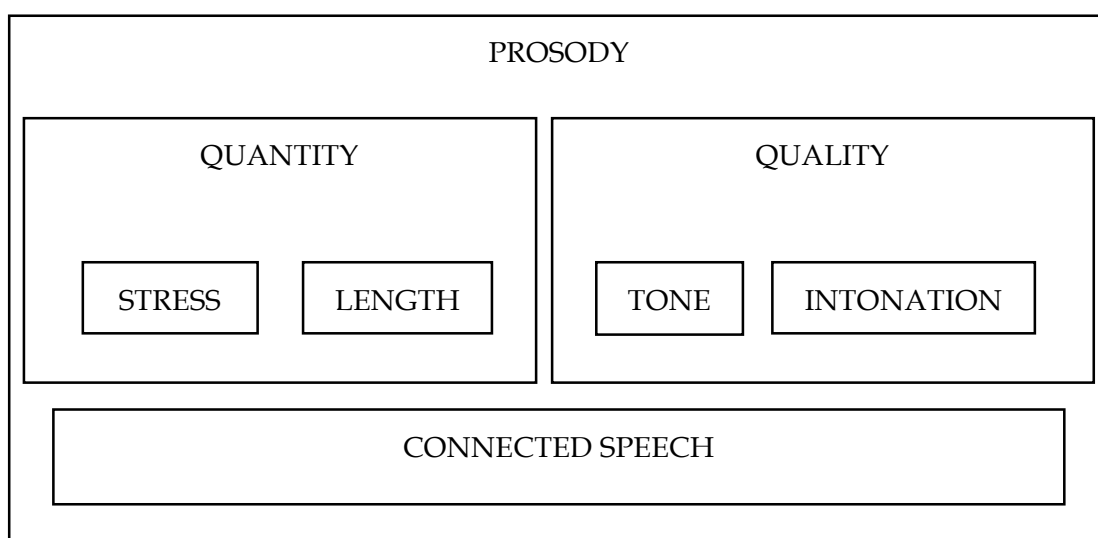 PROSODY
QUANTITY
QUALITY
STRESS
LENGTH
TONE
INTONATION
CONNECTED SPEECH